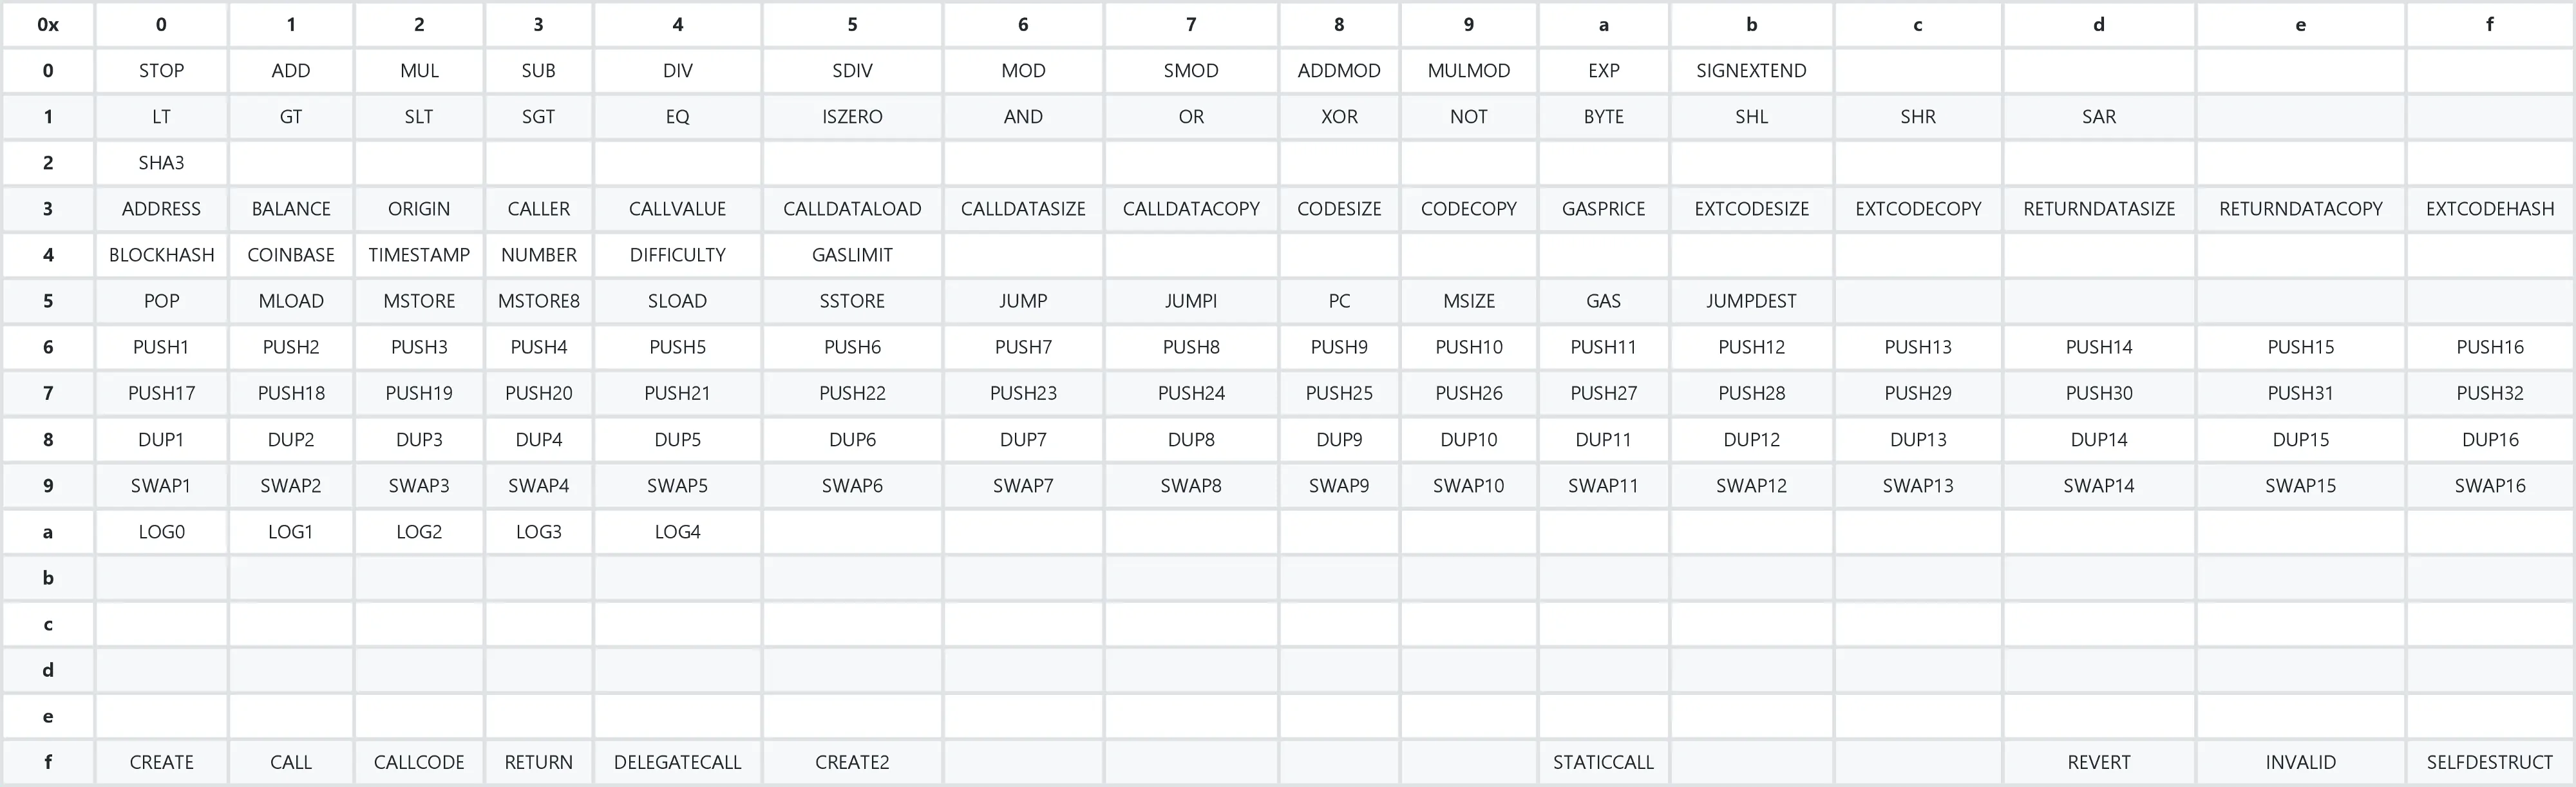 0x 0 1 2 3 4 5 6 7 8 9 a b c d e f
0 STOP ADD MUL SUB DIV SDIV MOD SMOD ADDMOD MULMOD EXP SIGNEXTEND
1 LT GT SLT SGT EQ ISZERO AND OR XOR NOT BYTE SHL SHR SAR
2 SHA3
3 ADDRESS BALANCE ORIGIN CALLER CALLVALUE CALLDATALOAD CALLDATASIZE CALLDATACOPY CODESIZE CODECOPY GASPRICE EXTCODESIZE EXTCODECOPY RETURNDATASIZE RETURNDATACOPY EXTCODEHASH
4 BLOCKHASH COINBASE TIMESTAMP NUMBER DIFFICULTY GASLIMIT
5 POP MLOAD MSTORE MSTORE8 SLOAD SSTORE JUMP JUMPI PC MSIZE GAS JUMPDEST
6 PUSH1 PUSH2 PUSH3 PUSH4 PUSH5 PUSH6 PUSH7 PUSH8 PUSH9 PUSH10 PUSH11 PUSH12 PUSH13 PUSH14 PUSH15 PUSH16
7 PUSH17 PUSH18 PUSH19 PUSH20 PUSH21 PUSH22 PUSH23 PUSH24 PUSH25 PUSH26 PUSH27 PUSH28 PUSH29 PUSH30 PUSH31 PUSH32
8 DUP1 DUP2 DUP3 DUP4 DUP5 DUP6 DUP7 DUP8 DUP9 DUP10 DUP11 DUP12 DUP13 DUP14 DUP15 DUP16
9 SWAP1 SWAP2 SWAP3 SWAP4 SWAP5 SWAP6 SWAP7 SWAP8 SWAP9 SWAP10 SWAP11 SWAP12 SWAP13 SWAP14 SWAP15 SWAP16
a LOG0 LOG1 LOG2 LOG3 LOG4
b
c
d
e
f CREATE CALL CALLCODE RETURN DELEGATECALL CREATE2 STATICCALL REVERT INVALID SELFDESTRUCT